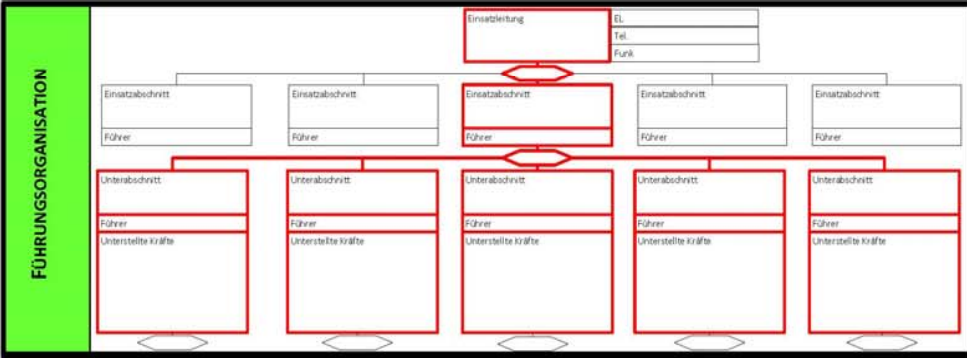 FÜHRUNGSORGANISATION
Einsatzleitung
EL
Tel.
Funk
Einsatzabschnitt
Einsatzabschnitt
Einsatzabschnitt
Einsatzabschnitt
Einsatzabschnitt
Führer
Führer
Führer
Führer
Führer
Unterabschnitt
Unterabschnitt
Unterabschnitt
Unterabschnitt
Unterabschnitt
Führer
Führer
Führer
Führer
Führer
Unterstellte Kräfte
Unterstellte Kräfte
Unterstellte Kräfte
Unterstellte Kräfte
Unterstellte Kräfte